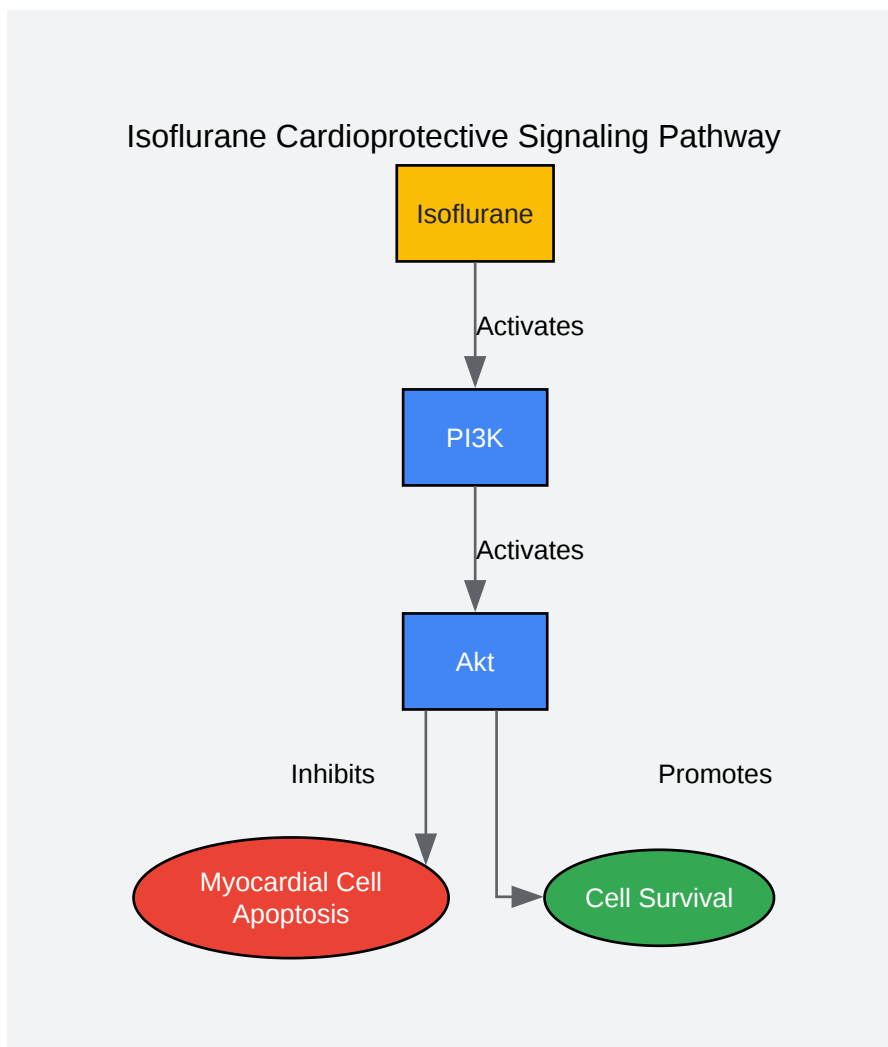 Isoflurane Cardioprotective Signaling Pathway
Isoflurane
Activates
PI3K
Activates
Akt
Inhibits
Promotes
Myocardial Cell
Apoptosis
Cell Survival